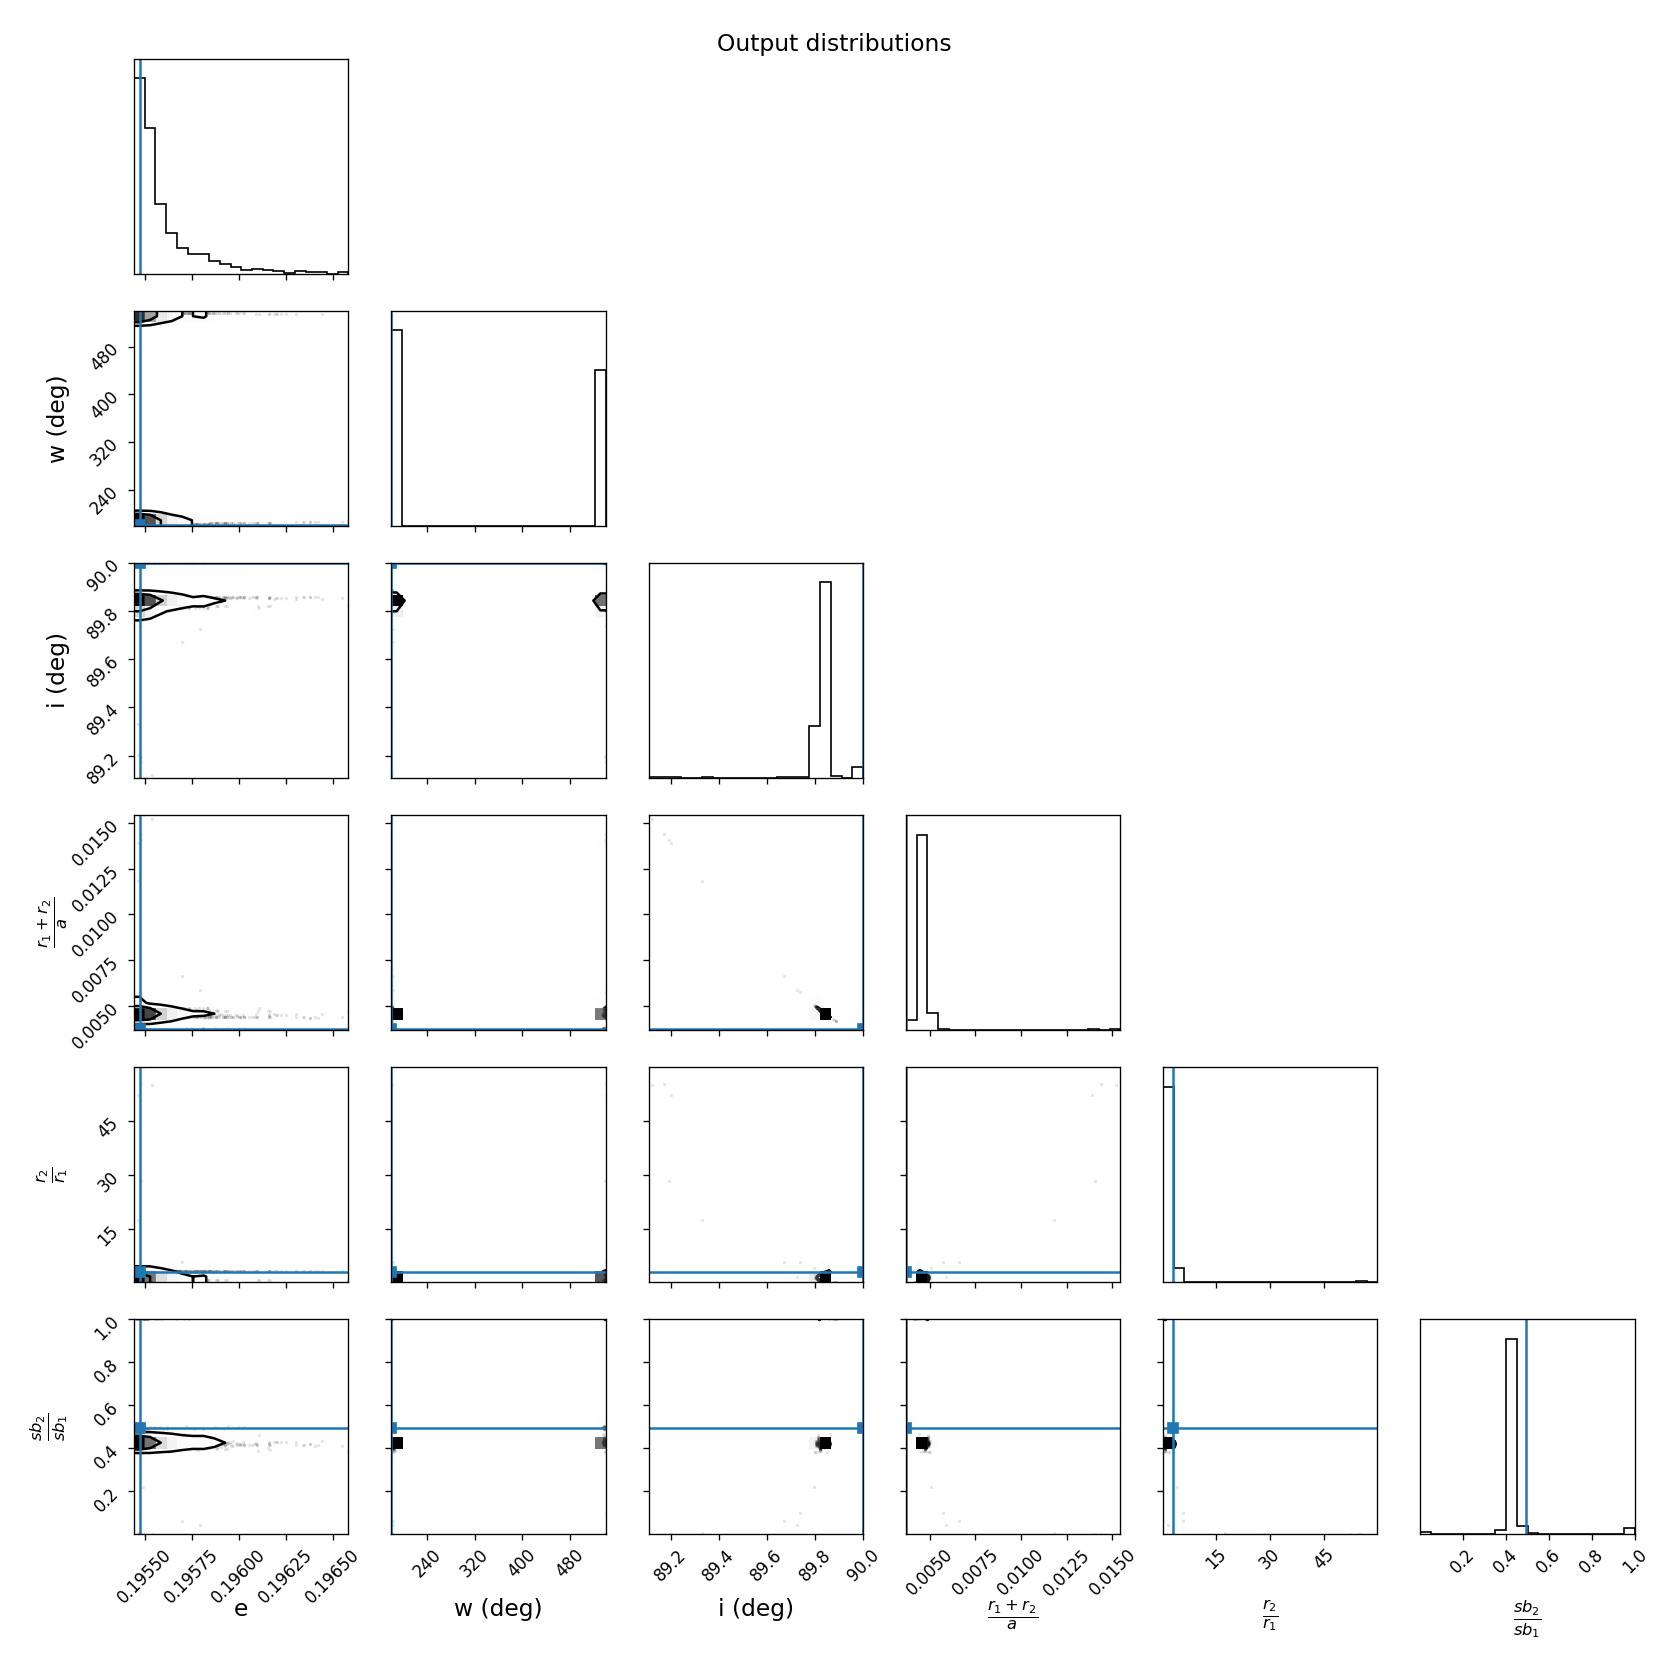 Output distributions
w (deg)
480
400
320
240
i (deg)
90.0
89.8
89.6
89.4
89.2
r₁ + r₂
a
0.0150
0.0125
0.0100
0.0075
0.0050
r₂
r₁
45
30
15
sb₂
sb₁
1.0
0.8
0.6
0.4
0.2
0.19550 0.19575 0.19600 0.19625 0.19650 240 320 400 480 89.2 89.4 89.6 89.8 90.0 0.0050 0.0075 0.0100 0.0125 0.0150 15 30 45 0.2 0.4 0.6 0.8 1.0
e w (deg) i (deg) r₁ + r₂ r₂ sb₂
a r₁ sb₁